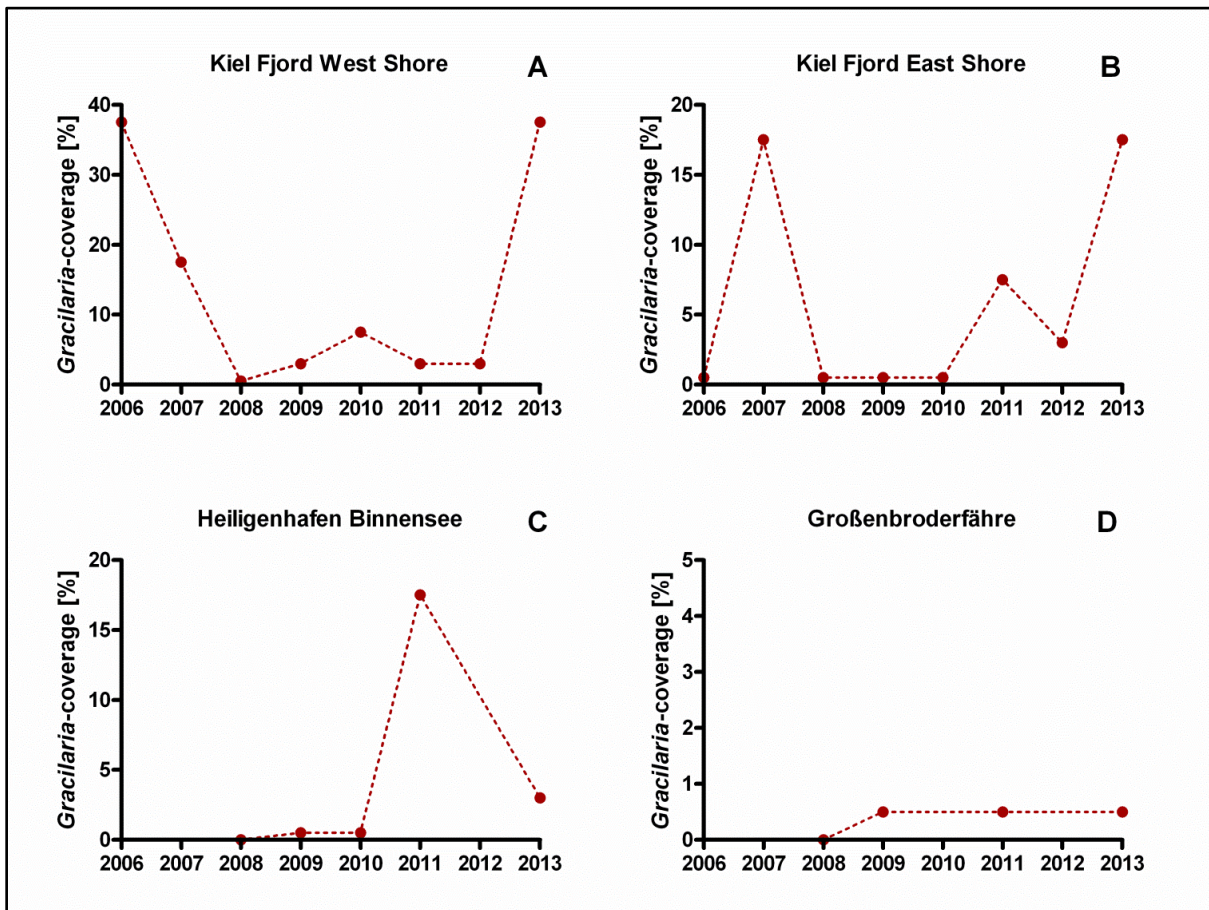 Kiel Fjord West Shore A
Gracilaria-coverage [%]
40
30
20
10
0
2006 2007 2008 2009 2010 2011 2012 2013
Kiel Fjord East Shore B
Gracilaria-coverage [%]
20
15
10
5
0
2006 2007 2008 2009 2010 2011 2012 2013
Heiligenhafen Binnensee C
Gracilaria-coverage [%]
20
15
10
5
0
2006 2007 2008 2009 2010 2011 2012 2013
Großenbroderfähre D
Gracilaria-coverage [%]
5
4
3
2
1
0
2006 2007 2008 2009 2010 2011 2012 2013